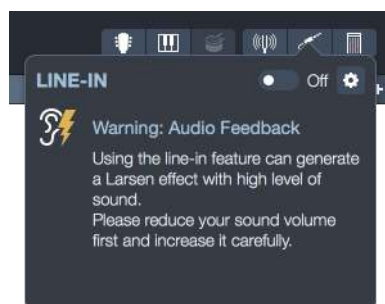 LINE-IN
Off
Warning: Audio Feedback
Using the line-in feature can generate
a Larsen effect with high level of
sound.
Please reduce your sound volume
first and increase it carefully.